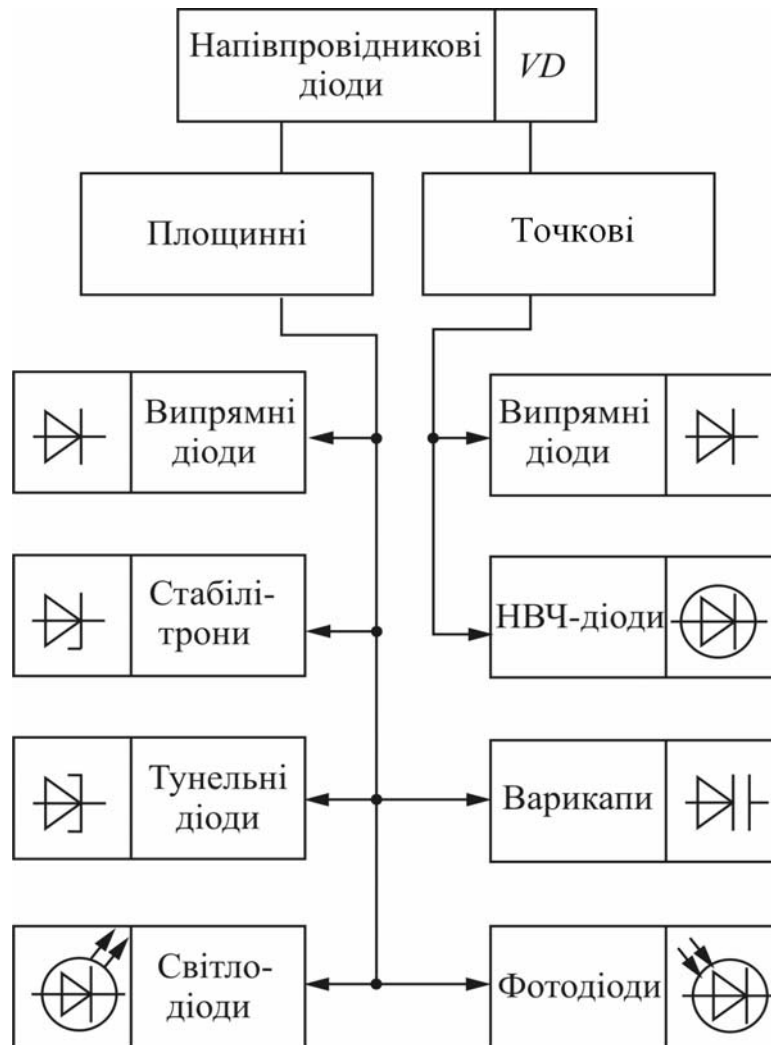 Напівпровідникові
діоди
VD
Площинні
Точкові
Випрямні
діоди
Випрямні
діоди
Стабілі-
трони
НВЧ-діоди
Тунельні
діоди
Варикапи
Світло-
діоди
Фотодіоди